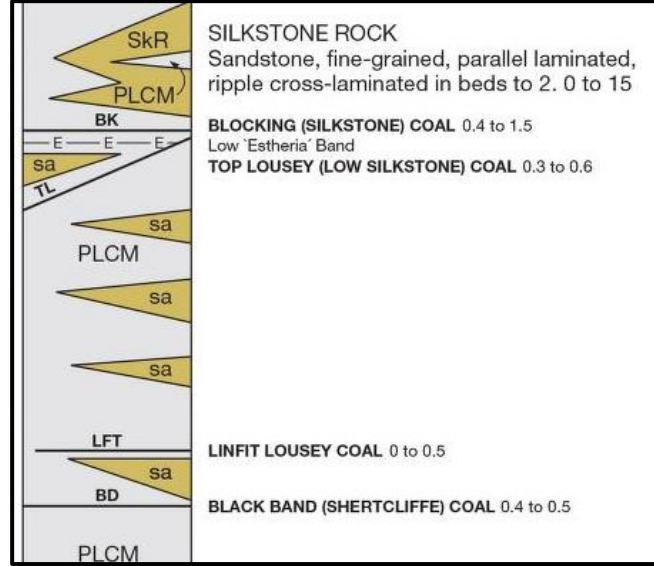 SkR
SILKSTONE ROCK
Sandstone, fine-grained, parallel laminated,
ripple cross-laminated in beds to 2. 0 to 15
PLCM
BK
BLOCKING (SILKSTONE) COAL 0.4 to 1.5
E E E
Low `Estheria´ Band
sa
TOP LOUSEY (LOW SILKSTONE) COAL 0.3 to 0.6
TL
sa
PLCM
sa
sa
LFT
LINFIT LOUSEY COAL 0 to 0.5
sa
BD
BLACK BAND (SHERTCLIFFE) COAL 0.4 to 0.5
PLCM